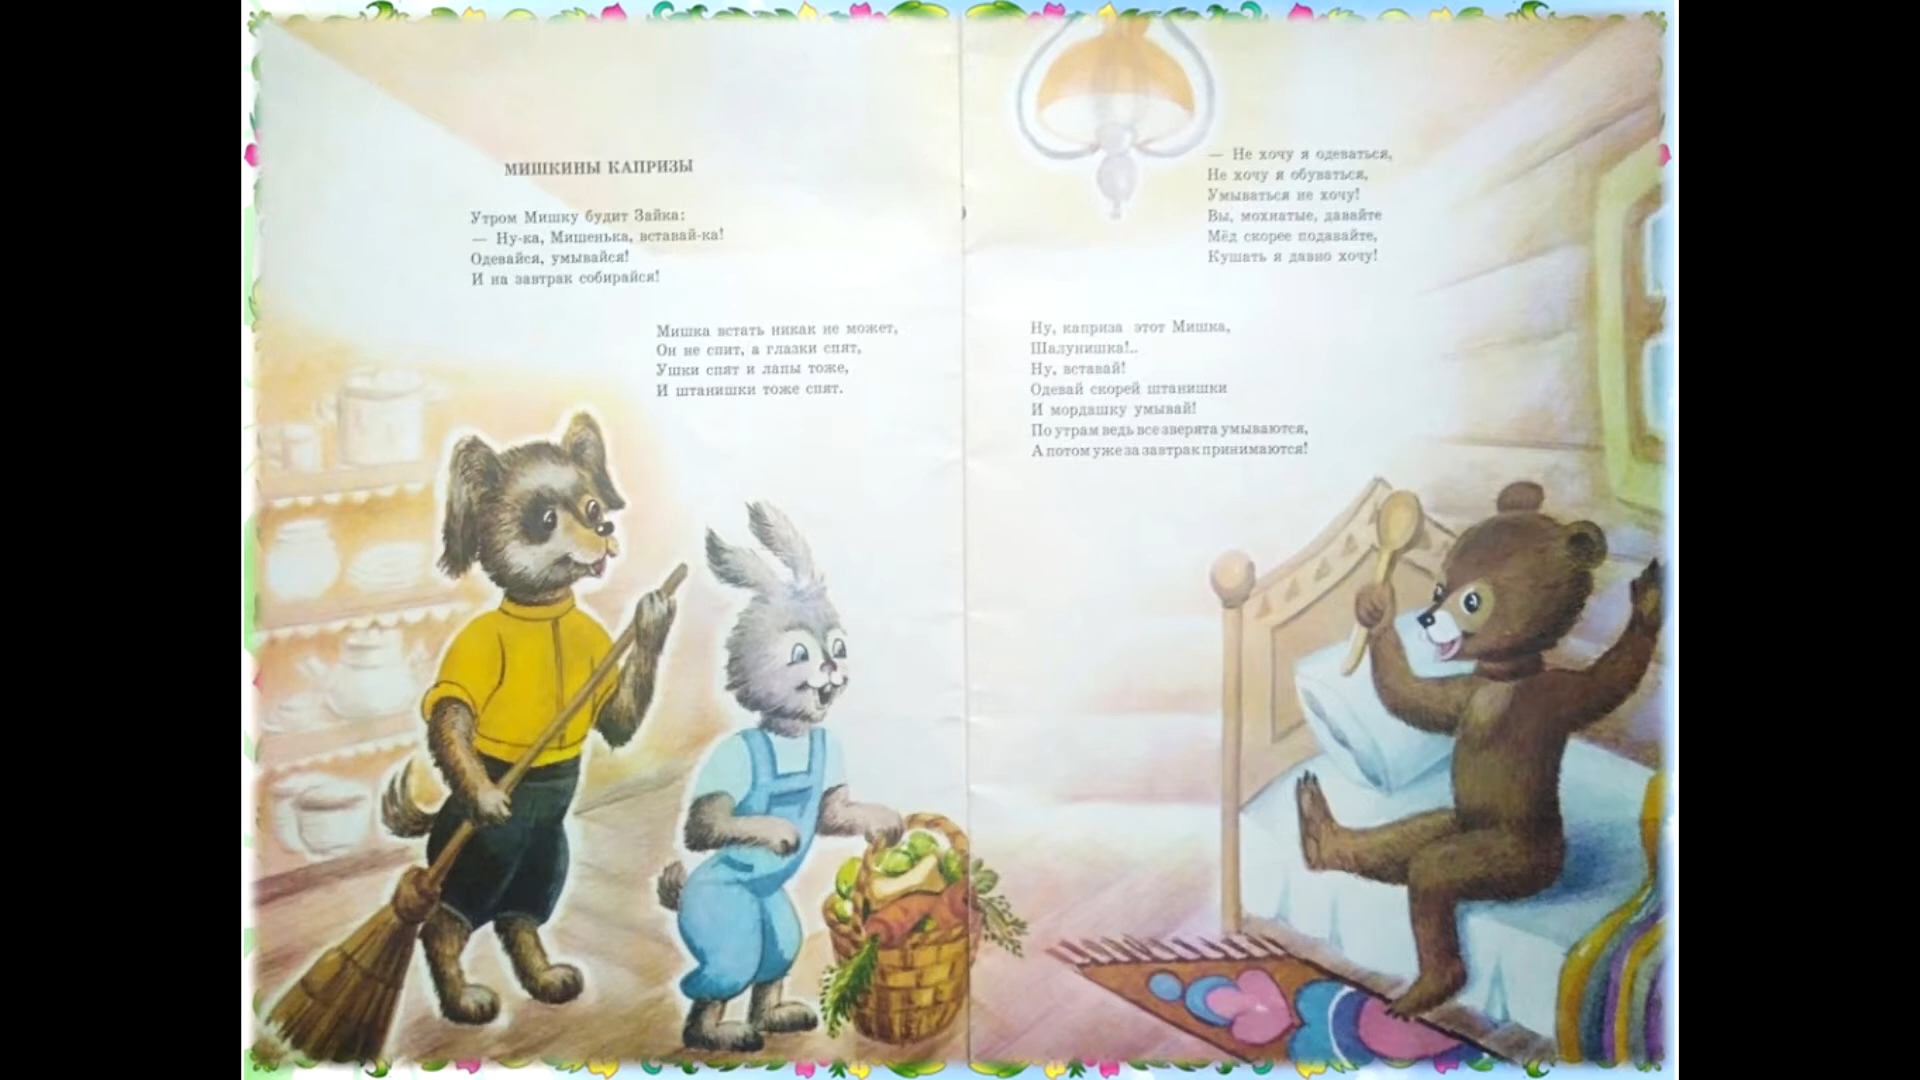 МИШКИНЫ КАПРИЗЫ
Утром Мишку будит Зайка:
— Ну-ка, Мишенька, вставай-ка!
Одевайся, умывайся!
И на завтрак собирайся!
Мишка встать никак не может,
Он не спит, а глазки спят,
Ушки спят и лапы тоже,
И штанишки тоже спят.
— Не хочу я одеваться,
Не хочу я обуваться,
Умываться не хочу!
Вы, мохнатые, давайте
Мёд скорее подавайте,
Кушать я давно хочу!
Ну, каприза этот Мишка,
Шалунишка!..
Ну, вставай!
Одевай скорей штанишки
И мордашку умывай!
По утрам ведь все зверята умываются,
А потом уже за завтрак принимаются!